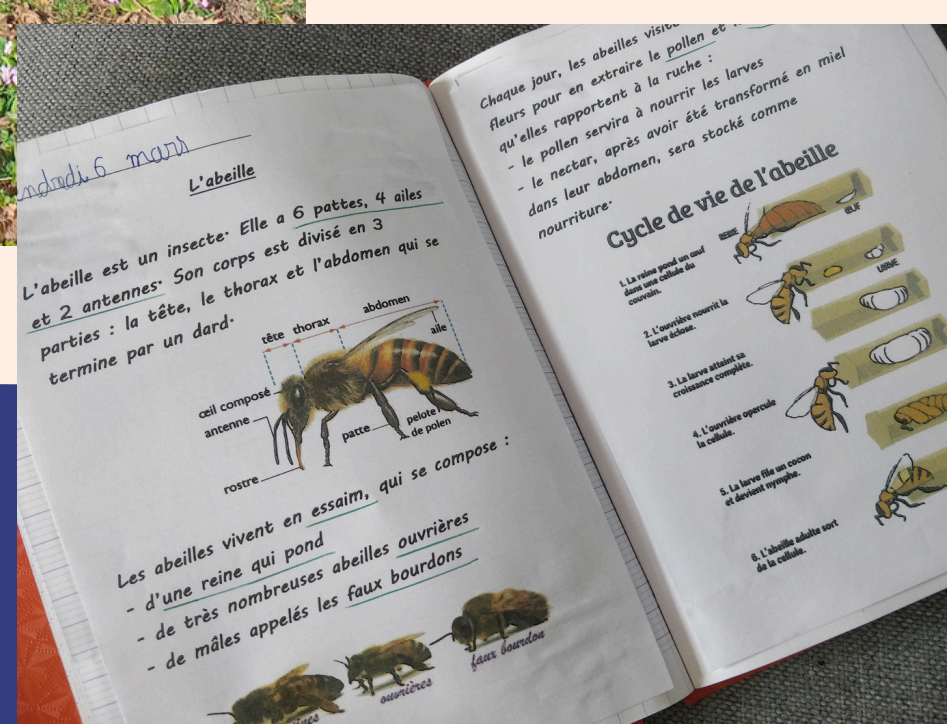 vendredi 6 mars
L'abeille
L'abeille est un insecte. Elle a 6 pattes, 4 ailes
et 2 antennes. Son corps est divisé en 3
parties : la tête, le thorax et l'abdomen qui se
termine par un dard.
tête thorax abdomen
aile
œil composé
antenne
patte
pelote
de polen
rostre
Les abeilles vivent en essaim, qui se compose :
- d'une reine qui pond
- de très nombreuses abeilles ouvrières
- de mâles appelés les faux bourdons
ouvrières
faux bourdon
Chaque jour, les abeilles
fleurs pour en extraire le pollen et
qu'elles rapportent à la ruche :
- le pollen servira à nourrir les larves
- le nectar, après avoir été transformé en miel
dans leur abdomen, sera stocké comme
nourriture.
Cycle de vie de l'abeille
REINE
ŒUF
1. La reine pond un œuf
dans une cellule du
couvain.
LARVE
2. L'ouvrière nourrit la
larve éclose.
3. La larve atteint sa
croissance complète.
4. L'ouvrière opercule
la cellule.
5. La larve file un cocon
et devient nymphe.
6. L'abeille adulte sort
de la cellule.